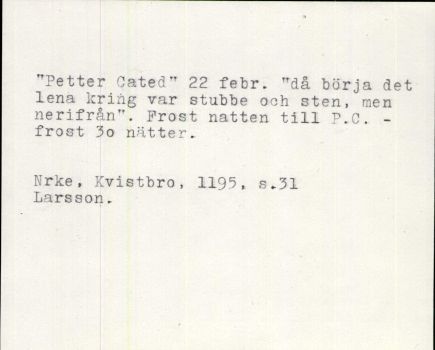 "Petter Cated" 22 febr. "då börja det
lena kring var stubbe och sten, men
nerifrån". Frost natten till P.C. -
frost 3o nätter.
Nrke, Kvistbro, 1195, s.31
Larsson.